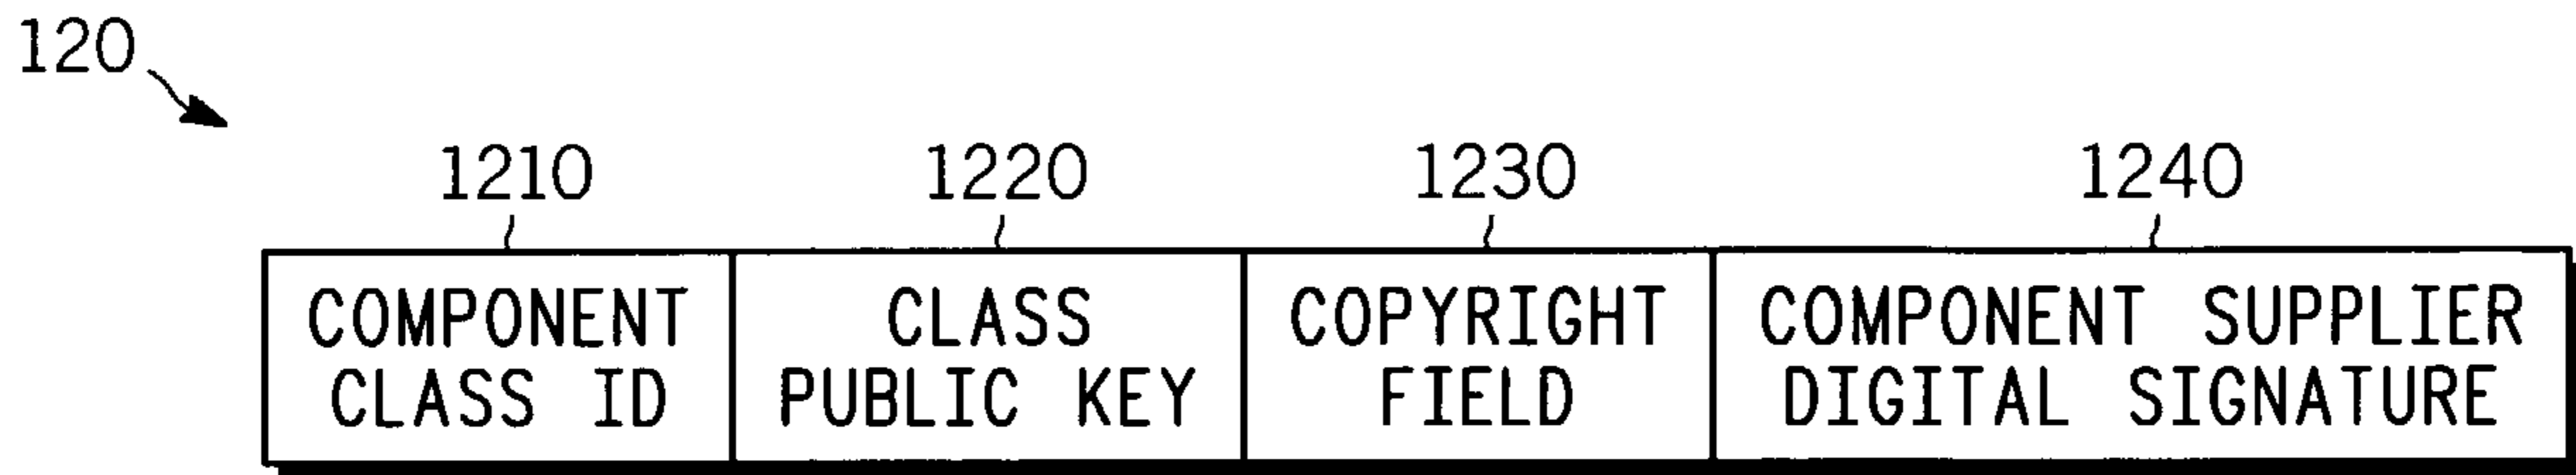 120
1210 1220 1230 1240
COMPONENT CLASS COPYRIGHT COMPONENT SUPPLIER
CLASS ID PUBLIC KEY FIELD DIGITAL SIGNATURE